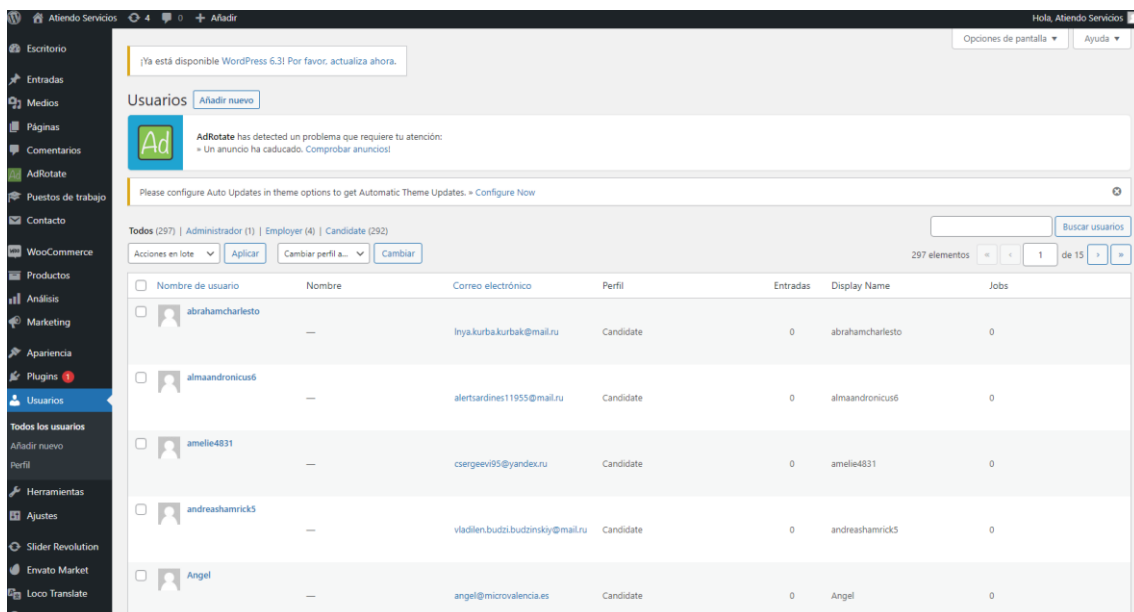 Atiendo Servicios 4 0 + Añadir Hola, Atiendo Servicios
Opciones de pantalla Ayuda
Escritorio
Entradas
Medios
Páginas
Comentarios
AdRotate
Puestos de trabajo
Contacto
WooCommerce
Productos
Análisis
Marketing
Apariencia
Plugins 1
Usuarios
Todos los usuarios
Añadir nuevo
Perfil
Herramientas
Ajustes
Slider Revolution
Envato Market
Loco Translate
¡Ya está disponible WordPress 6.3! Por favor, actualiza ahora.
Usuarios Añadir nuevo
Ad
AdRotate has detected un problema que requiere tu atención:
» Un anuncio ha caducado. Comprobar anuncios!
Please configure Auto Updates in theme options to get Automatic Theme Updates. » Configure Now
Todos (297) | Administrador (1) | Employer (4) | Candidate (292)
Buscar usuarios
Acciones en lote Aplicar Cambiar perfil a... Cambiar 297 elementos « ‹ 1 de 15 › »
Nombre de usuario Nombre Correo electrónico Perfil Entradas Display Name Jobs
abrahamcharlesto
— lnya.kurba.kurbak@mail.ru Candidate 0 abrahamcharlesto 0
almaandronicus6
— alertsardines11955@mail.ru Candidate 0 almaandronicus6 0
amelie4831
— csergeevi95@yandex.ru Candidate 0 amelie4831 0
andreashamrick5
— vladilen.budzi.budzinskiy@mail.ru Candidate 0 andreashamrick5 0
Angel
— angel@microvalencia.es Candidate 0 Angel 0